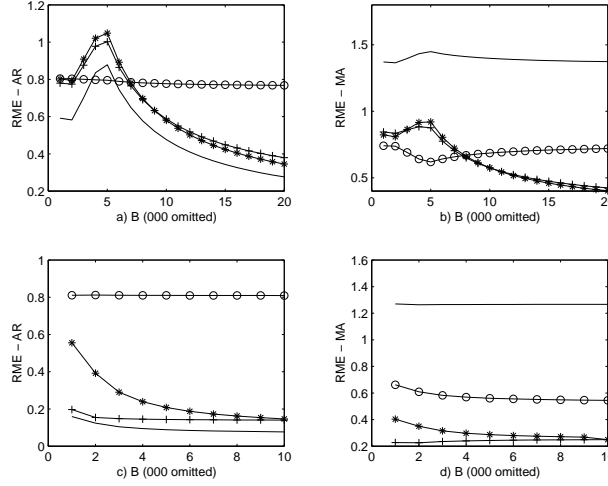 1.2
1
0.8
0.6
0.4
0.2
RME − AR
0 5 10 15 20
a) B (000 omitted)
1.5
1
0.5
RME − MA
0 5 10 15 20
b) B (000 omitted)
1
0.8
0.6
0.4
0.2
0
RME − AR
0 2 4 6 8 10
c) B (000 omitted)
1.6
1.4
1.2
1
0.8
0.6
0.4
0.2
RME − MA
0 2 4 6 8 10
d) B (000 omitted)